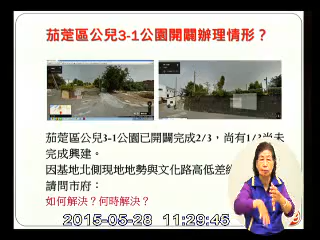 茄萣區公兒3-1公園開闢辦理情形？
茄萣區公兒3-1公園已開闢完成2/3，尚有1/3尚未
完成興建。
因基地北側現地地勢與文化路高低差
請問市府：
如何解決？何時解決？
2015-05-28 11:29:46